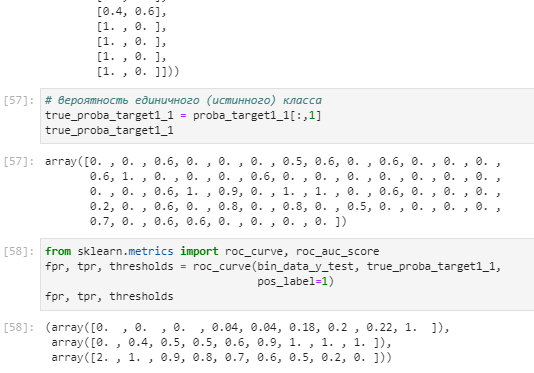 [0.4, 0.6],
[1. , 0. ],
[1. , 0. ],
[1. , 0. ],
[1. , 0. ]]))
[57]: # вероятность единичного (истинного) класса
true_proba_target1_1 = proba_target1_1[:,1]
true_proba_target1_1
[57]: array([0. , 0. , 0.6, 0. , 0. , 0. , 0.5, 0.6, 0. , 0.6, 0. , 0. , 0. ,
0.6, 1. , 0. , 0. , 0. , 0.6, 0. , 0. , 0. , 0. , 0. , 0. , 0. ,
0. , 0. , 0.6, 1. , 0.9, 0. , 1. , 1. , 0. , 0.6, 0. , 0. , 0. ,
0.2, 0. , 0.6, 0. , 0.8, 0. , 0.8, 0. , 0.5, 0. , 0. , 0. , 0. ,
0.7, 0. , 0.6, 0.6, 0. , 0. , 0. , 0. ])
[58]: from sklearn.metrics import roc_curve, roc_auc_score
fpr, tpr, thresholds = roc_curve(bin_data_y_test, true_proba_target1_1,
pos_label=1)
fpr, tpr, thresholds
[58]: (array([0. , 0. , 0. , 0.04, 0.04, 0.18, 0.2 , 0.22, 1. ]),
array([0. , 0.4, 0.5, 0.5, 0.6, 0.9, 1. , 1. , 1. ]),
array([2. , 1. , 0.9, 0.8, 0.7, 0.6, 0.5, 0.2, 0. ]))